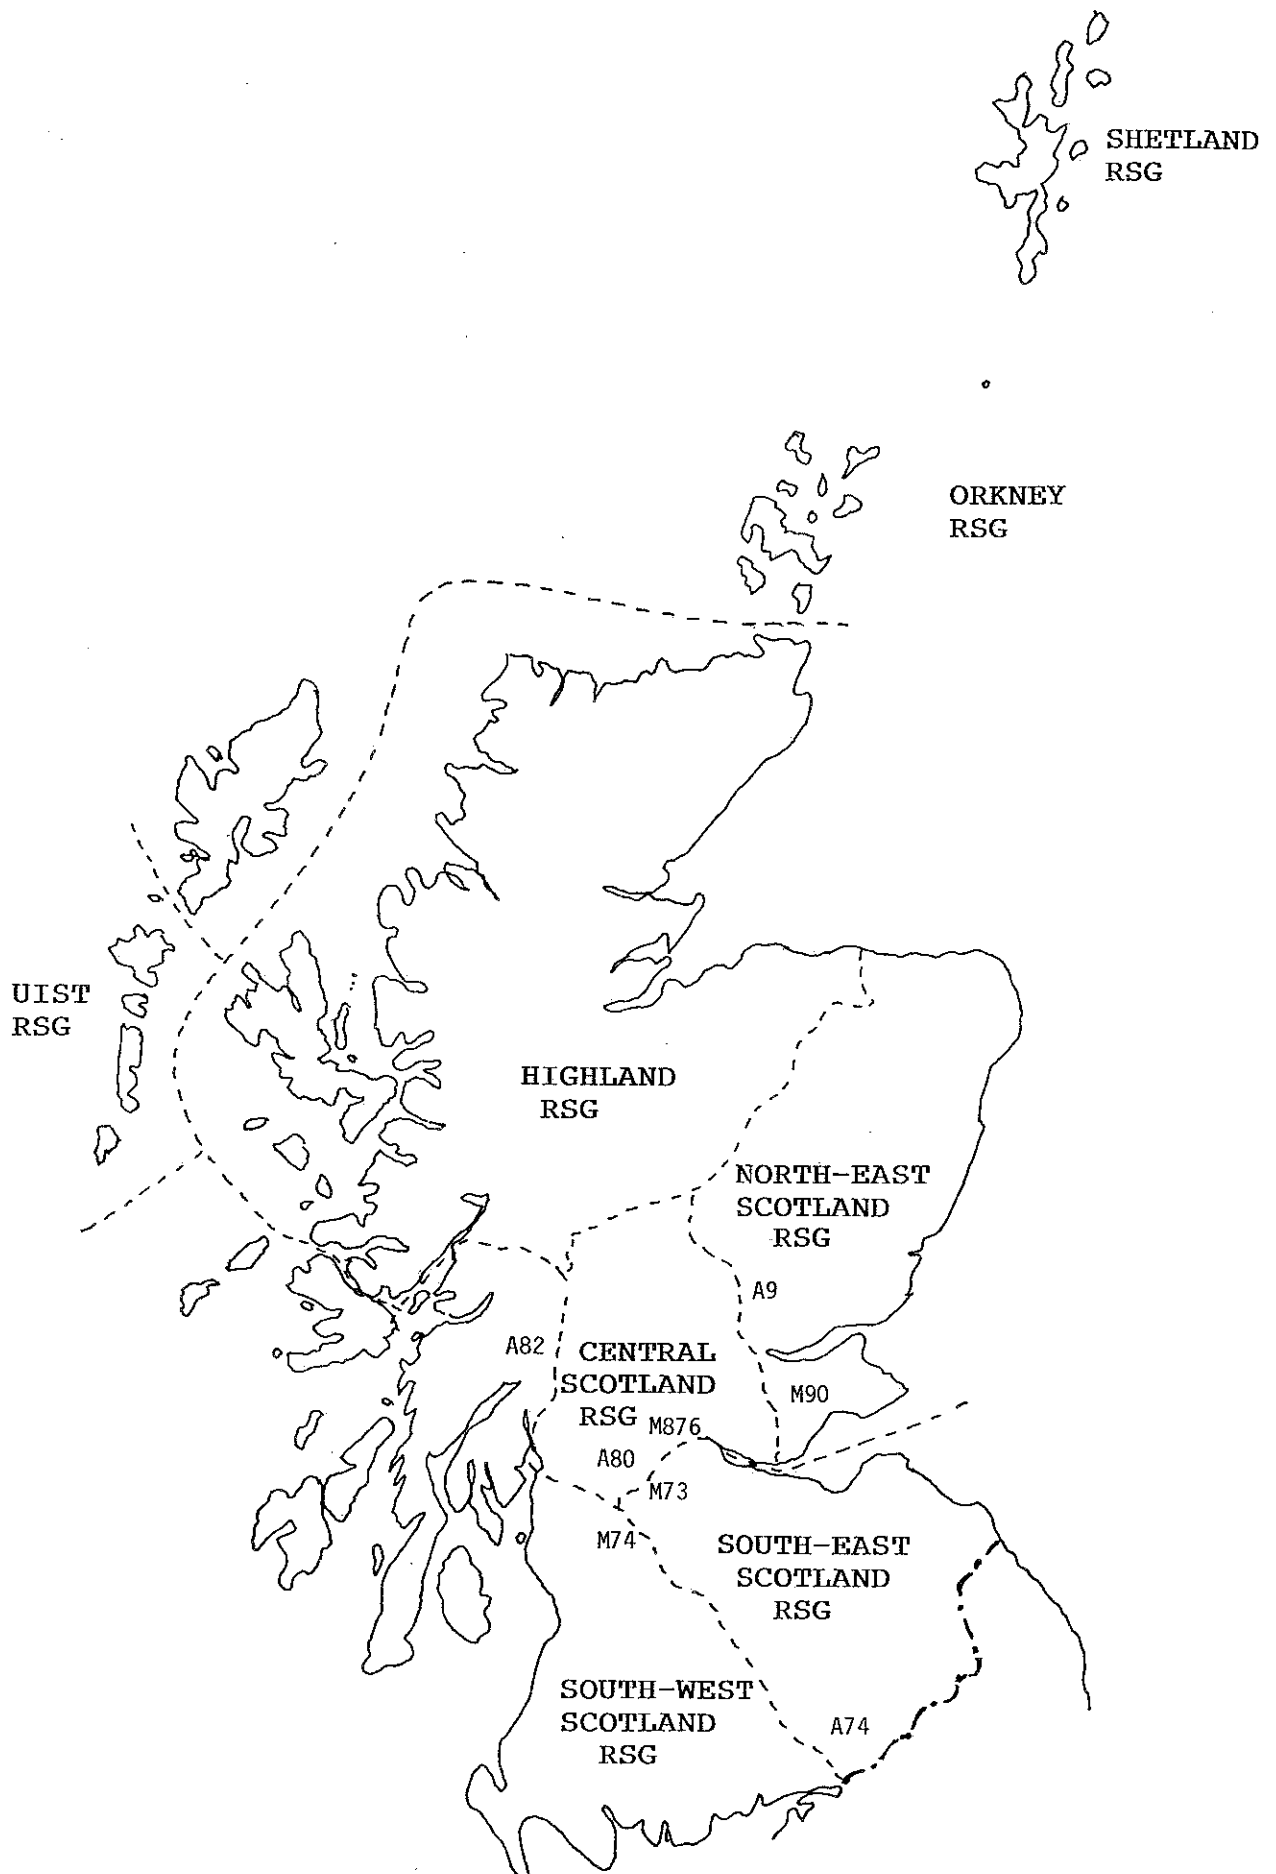 SHETLAND
RSG
ORKNEY
RSG
UIST
RSG
HIGHLAND
RSG
NORTH-EAST
SCOTLAND
RSG
A9
A82
CENTRAL
SCOTLAND
RSG
M90
M876
A80
M73
M74
SOUTH-EAST
SCOTLAND
RSG
SOUTH-WEST
SCOTLAND
RSG
A74